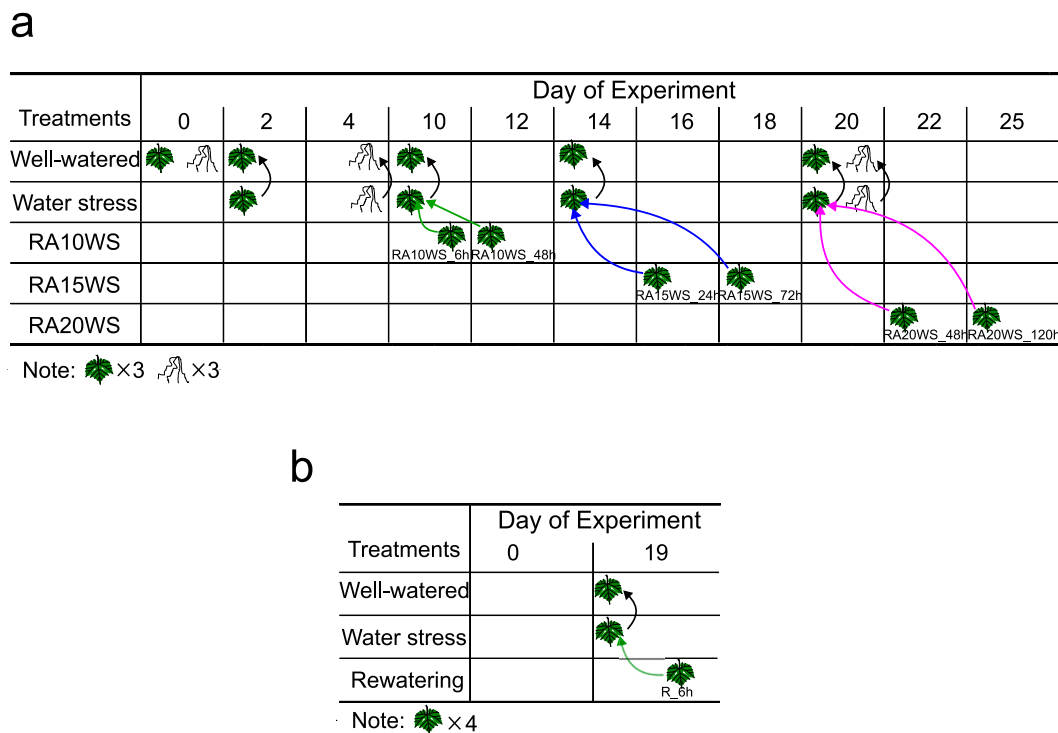 a
Day of Experiment
Treatments 0 2 4 10 12 14 16 18 20 22 25
Well-watered
Water stress
RA10WS RA10WS_6h RA10WS_48h
RA15WS RA15WS_24h RA15WS_72h
RA20WS RA20WS_48h RA20WS_120h
Note: ×3 ×3
b
Day of Experiment
Treatments 0 19
Well-watered
Water stress
Rewatering R_6h
Note: ×4